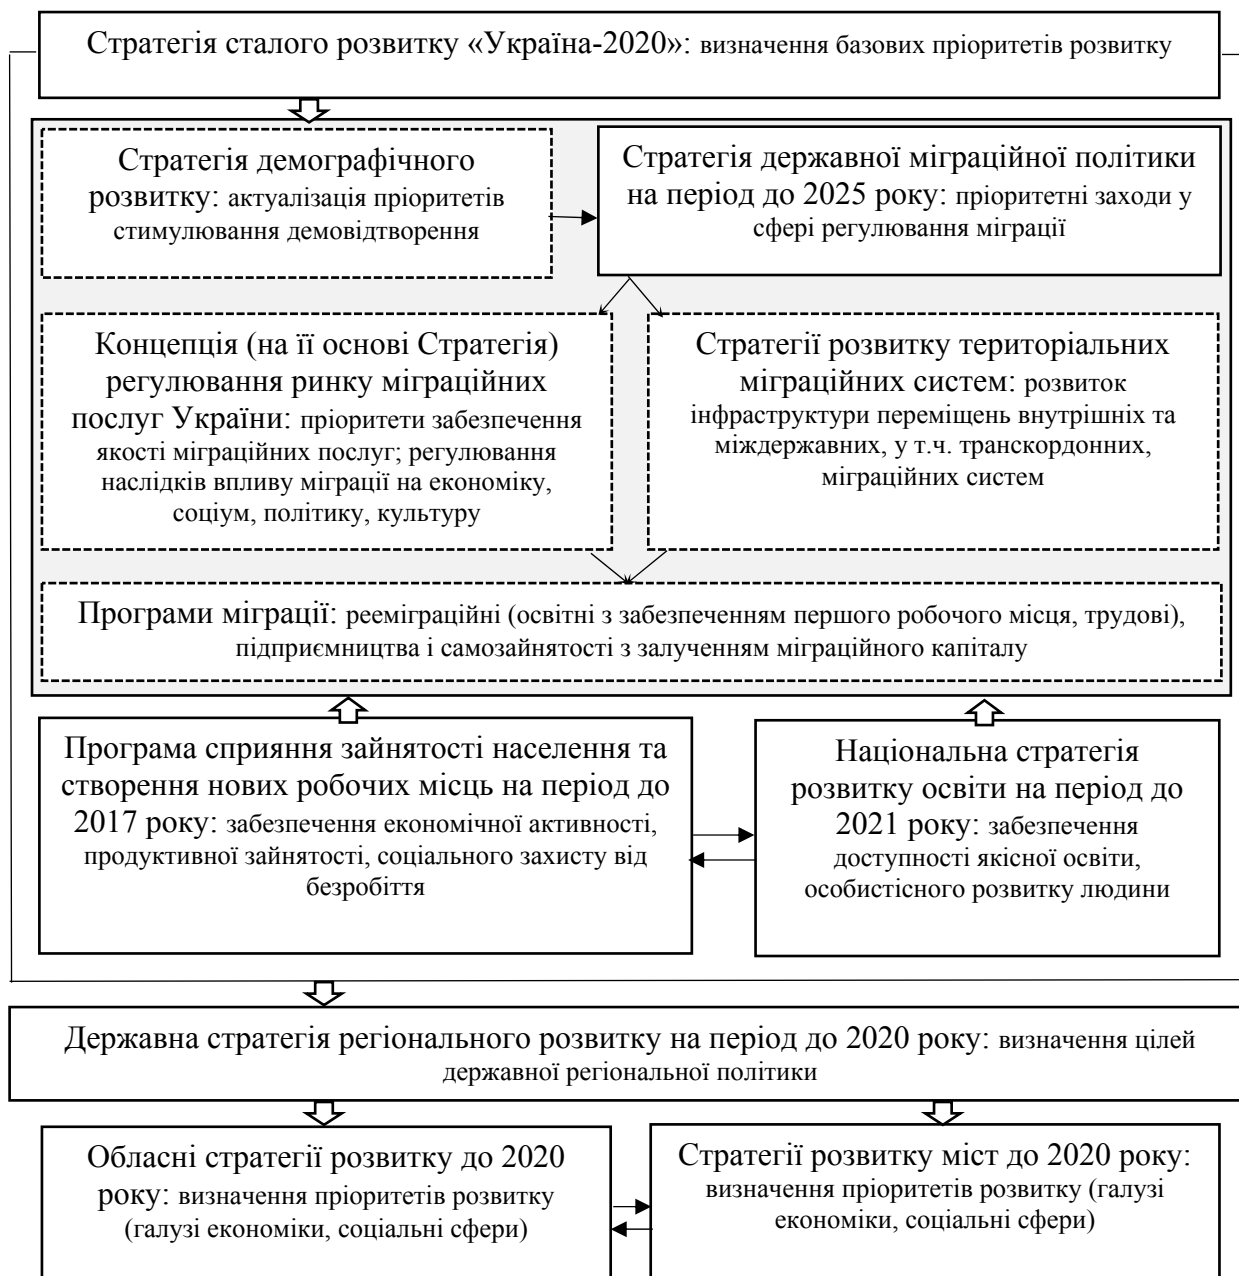 Стратегія сталого розвитку «Україна-2020»: визначення базових пріоритетів розвитку
Стратегія демографічного
розвитку: актуалізація пріоритетів
стимулювання демовідтворення
Стратегія державної міграційної політики
на період до 2025 року: пріоритетні заходи у
сфері регулювання міграції
Концепція (на її основі Стратегія)
регулювання ринку міграційних
послуг України: пріоритети забезпечення
якості міграційних послуг; регулювання
наслідків впливу міграції на економіку,
соціум, політику, культуру
Стратегії розвитку територіальних
міграційних систем: розвиток
інфраструктури переміщень внутрішніх та
міждержавних, у т.ч. транскордонних,
міграційних систем
Програми міграції: рееміграційні (освітні з забезпеченням першого робочого місця, трудові),
підприємництва і самозайнятості з залученням міграційного капіталу
Програма сприяння зайнятості населення та
створення нових робочих місць на період до
2017 року: забезпечення економічної активності,
продуктивної зайнятості, соціального захисту від
безробіття
Національна стратегія
розвитку освіти на період до
2021 року: забезпечення
доступності якісної освіти,
особистісного розвитку людини
Державна стратегія регіонального розвитку на період до 2020 року: визначення цілей
державної регіональної політики
Обласні стратегії розвитку до 2020
року: визначення пріоритетів розвитку
(галузі економіки, соціальні сфери)
Стратегії розвитку міст до 2020 року:
визначення пріоритетів розвитку (галузі
економіки, соціальні сфери)